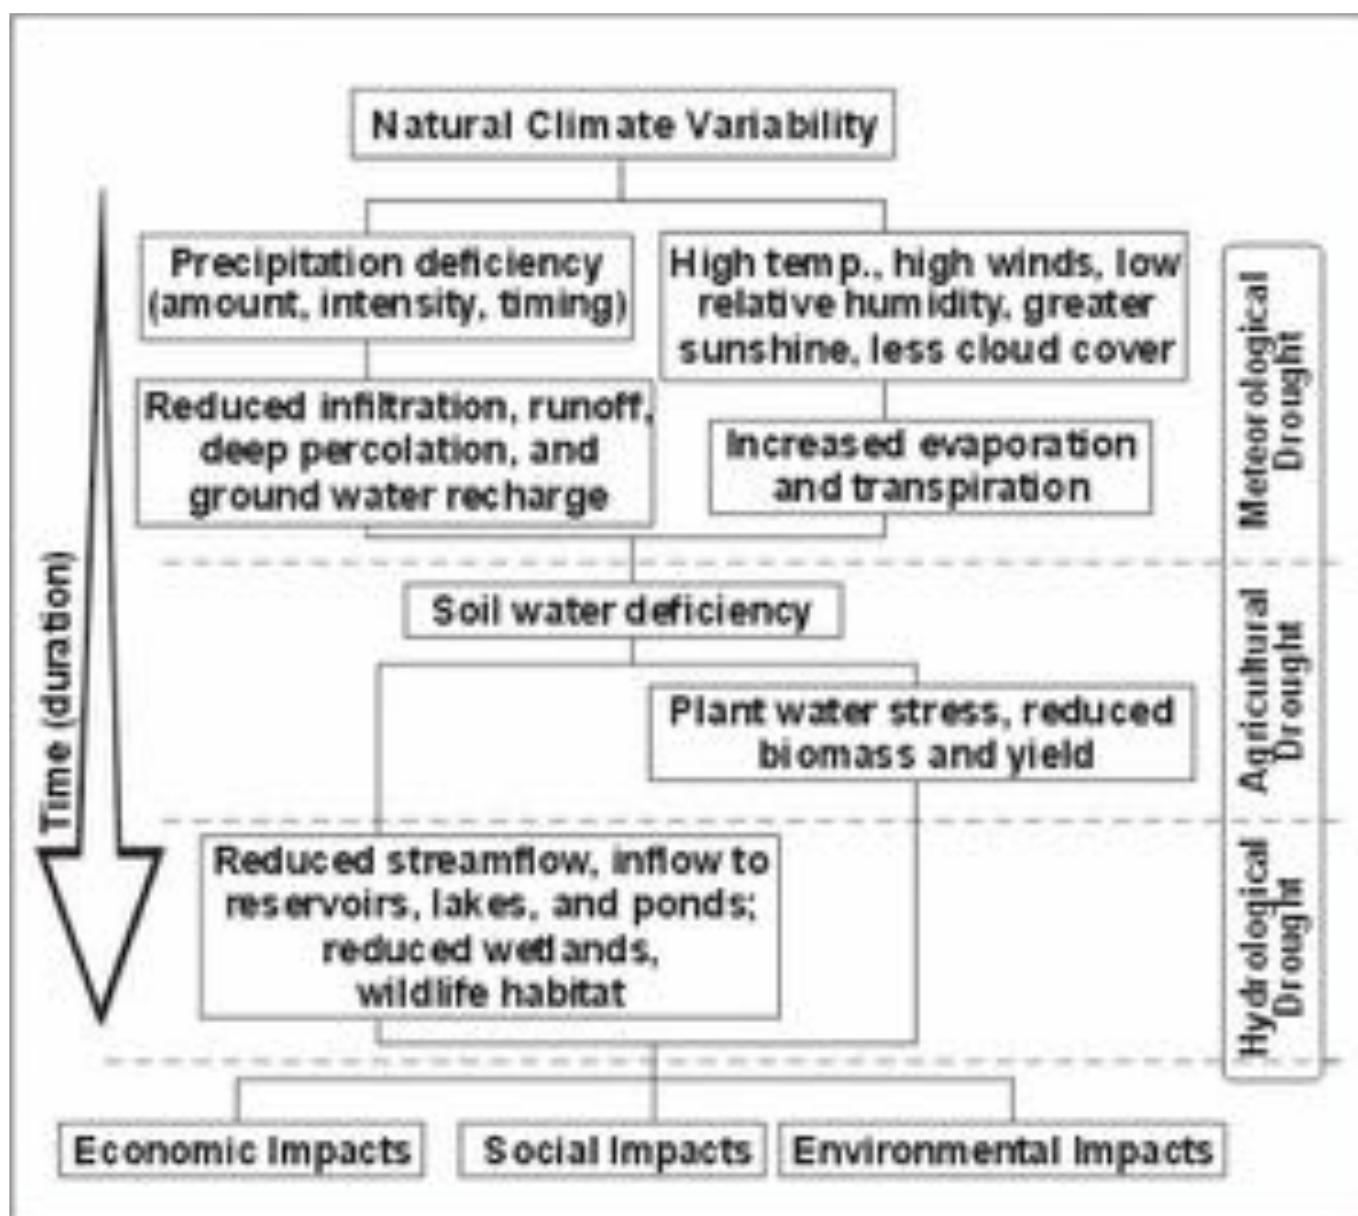 Natural Climate Variability
Precipitation deficiency
(amount, intensity, timing)
High temp., high winds, low
relative humidity, greater
sunshine, less cloud cover
Reduced infiltration, runoff,
deep percolation, and
ground water recharge
Increased evaporation
and transpiration
Meteorological
Drought
Time (duration)
Soil water deficiency
Plant water stress, reduced
biomass and yield
Agricultural
Drought
Reduced streamflow, inflow to
reservoirs, lakes, and ponds;
reduced wetlands,
wildlife habitat
Hydrological
Drought
Economic Impacts
Social Impacts
Environmental Impacts